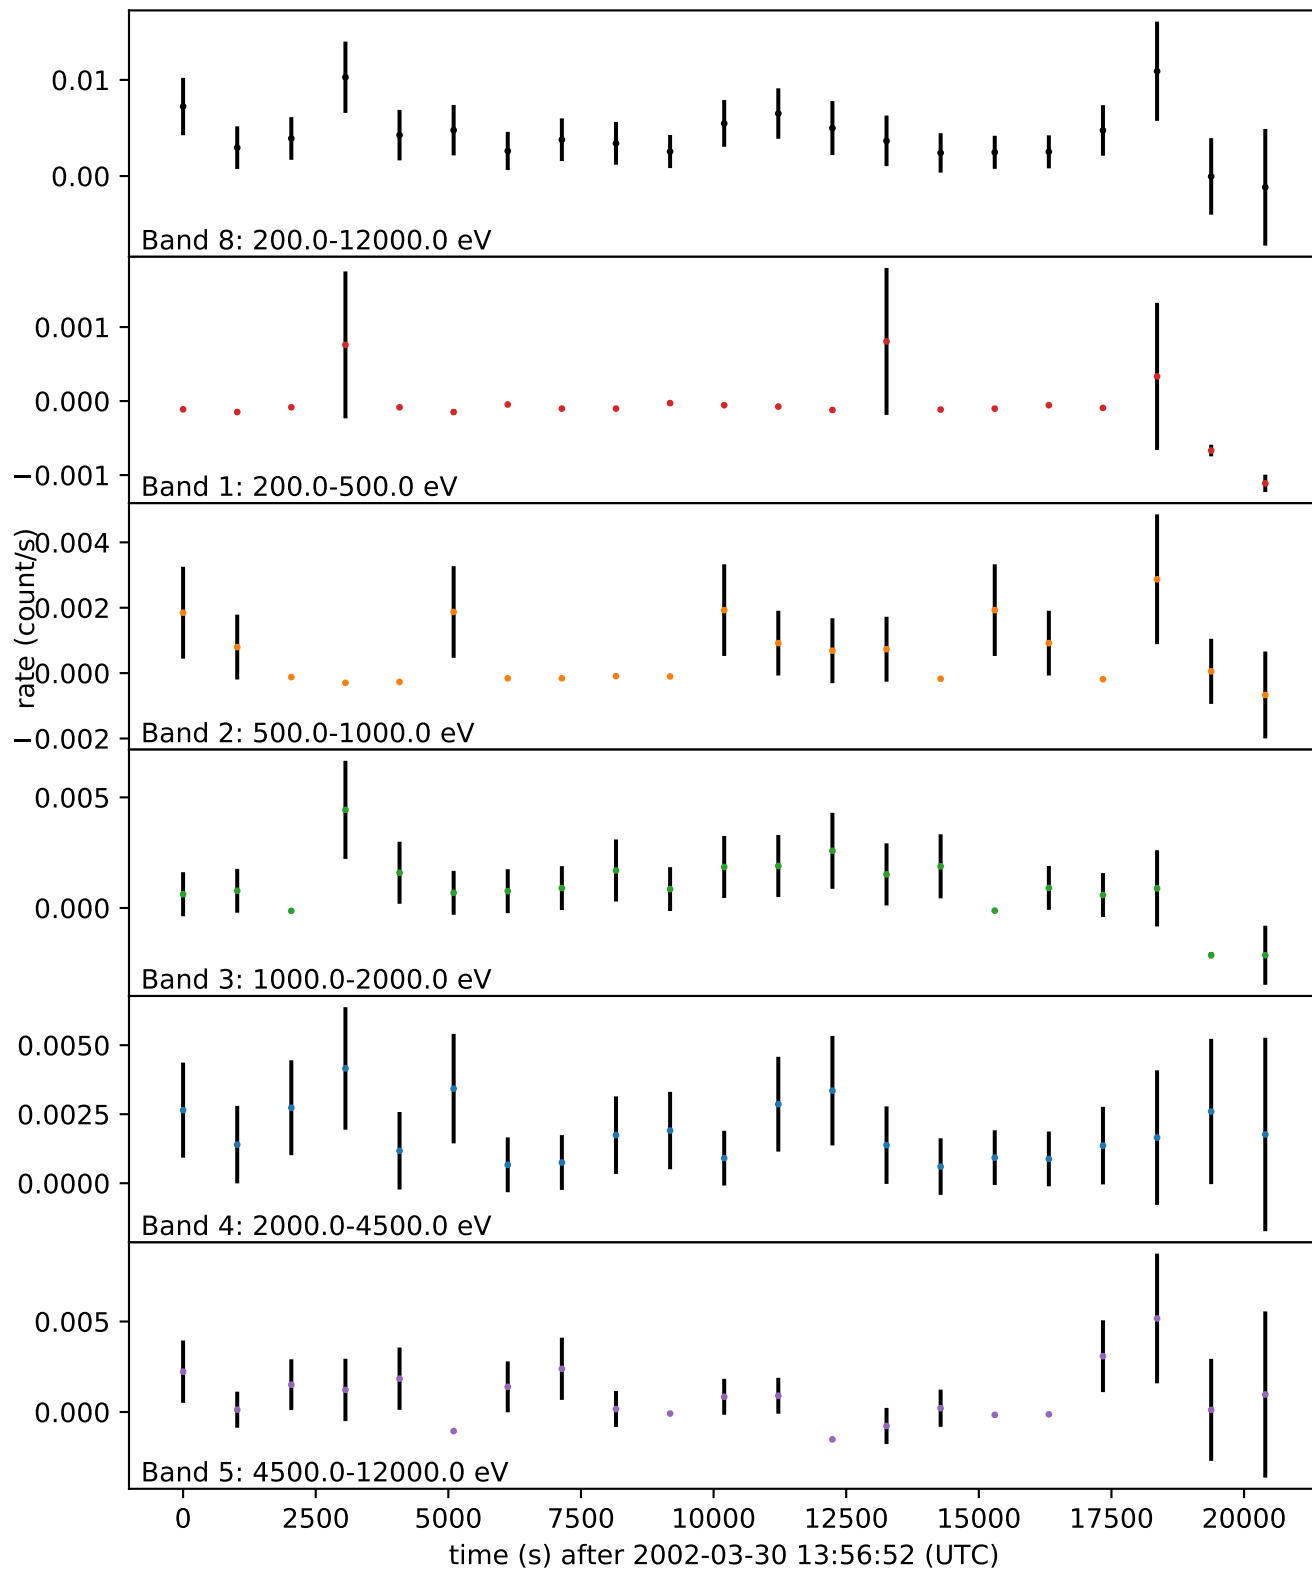 0.01
0.00
Band 8: 200.0-12000.0 eV
0.001
0.000
−0.001
Band 1: 200.0-500.0 eV
rate (count/s)
0.004
0.002
0.000
−0.002
Band 2: 500.0-1000.0 eV
0.005
0.000
Band 3: 1000.0-2000.0 eV
0.0050
0.0025
0.0000
Band 4: 2000.0-4500.0 eV
0.005
0.000
Band 5: 4500.0-12000.0 eV
0 2500 5000 7500 10000 12500 15000 17500 20000
time (s) after 2002-03-30 13:56:52 (UTC)